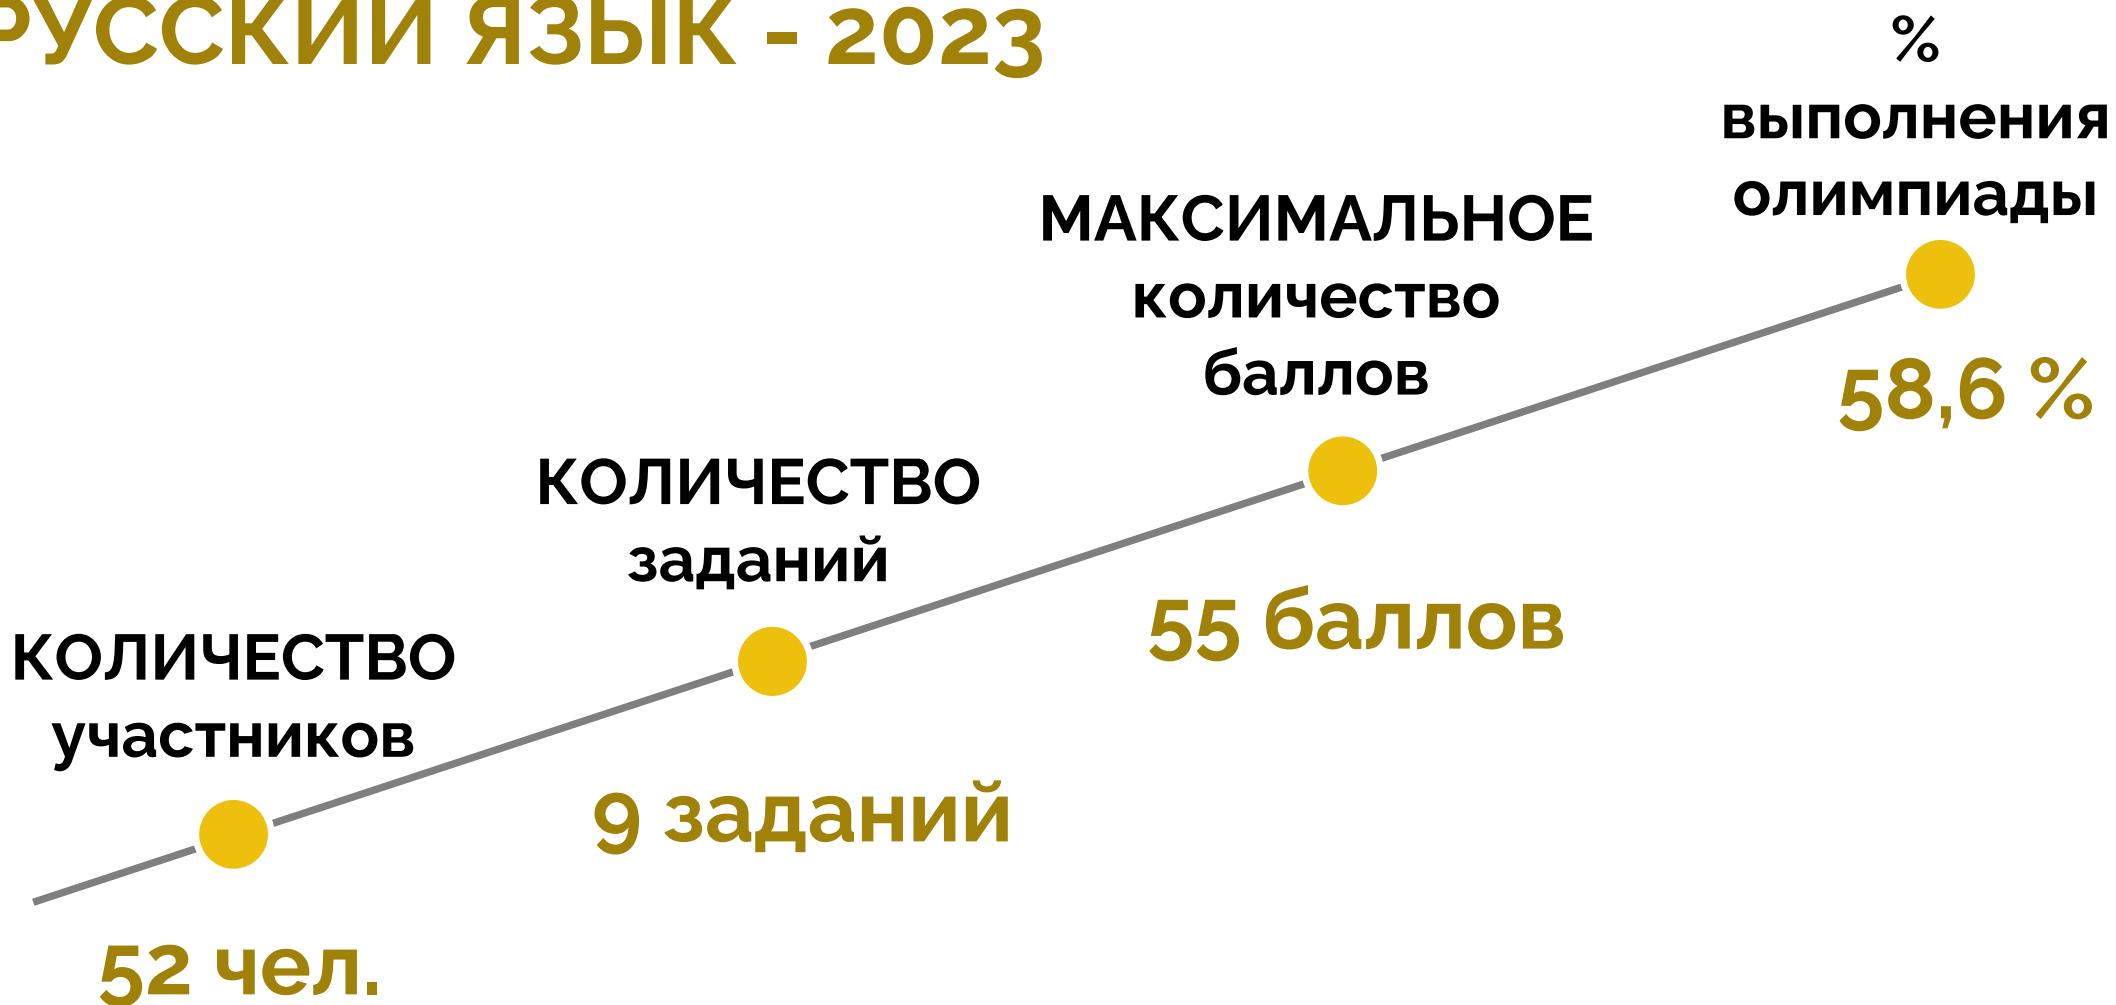 РУССКИЙ ЯЗЫК - 2023
%
выполнения
олимпиады
58,6 %
МАКСИМАЛЬНОЕ
количество
баллов
55 баллов
КОЛИЧЕСТВО
заданий
9 заданий
КОЛИЧЕСТВО
участников
52 чел.